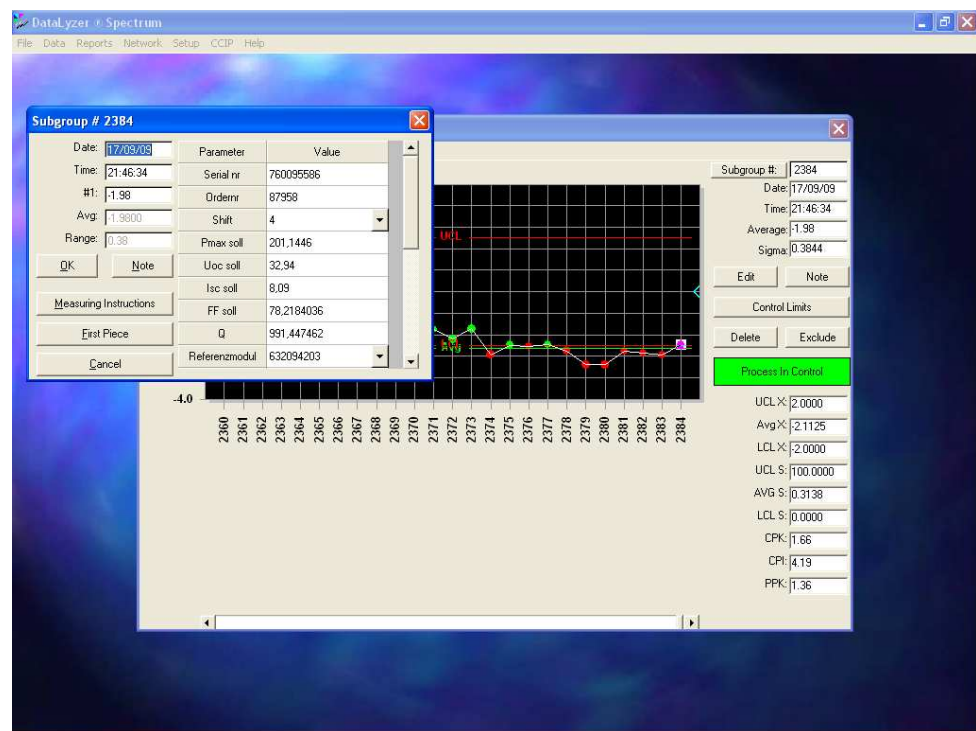 DataLyzer ® Spectrum
File Data Reports Network Setup CCIP Help
Subgroup # 2384
Date: 17/09/09
Time: 21:46:34
#1: -1.98
Avg: -1.9800
Range: 0.38
OK Note
Measuring Instructions
First Piece
Cancel
Parameter Value
Serial nr 760095586
Ordernr 87958
Shift 4
Pmax soll 201,1446
Uoc soll 32,94
Isc soll 8,09
FF soll 78,2184036
Q 991,447462
Referenzmodul 632094203
UCL
Avg
-4.0
2360 2361 2362 2363 2364 2365 2366 2367 2368 2369 2370 2371 2372 2373 2374 2375 2376 2377 2378 2379 2380 2381 2382 2383 2384
Subgroup #: 2384
Date: 17/09/09
Time: 21:46:34
Average: -1.98
Sigma: 0.3844
Edit Note
Control Limits
Delete Exclude
Process In Control
UCL X: 2.0000
Avg X: -2.1125
LCL X: -2.0000
UCL S: 100.0000
AVG S: 0.3138
LCL S: 0.0000
CPK: 1.66
CPI: 4.19
PPK: 1.36